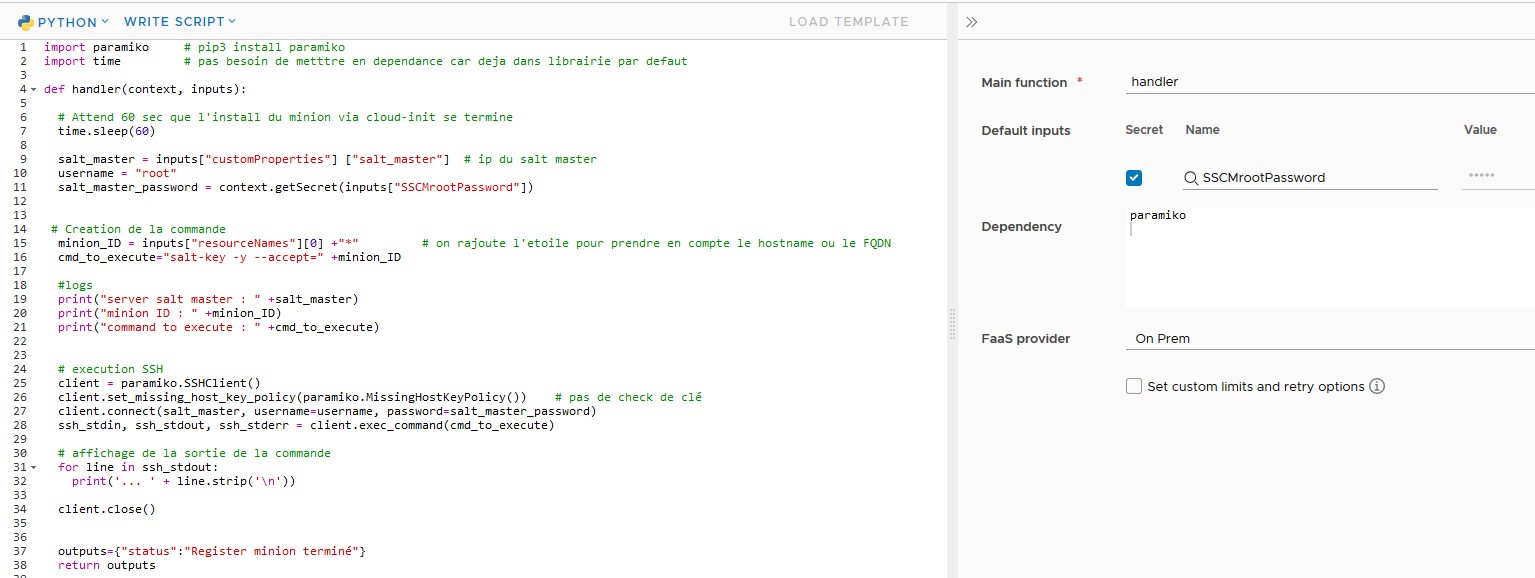 PYTHON WRITE SCRIPT LOAD TEMPLATE
1 import paramiko     # pip3 install paramiko
2 import time         # pas besoin de metttre en dependance car deja dans librairie par defaut
3
4 def handler(context, inputs):
5
6   # Attend 60 sec que l'install du minion via cloud-init se termine
7   time.sleep(60)
8
9   salt_master = inputs["customProperties"] ["salt_master"]  # ip du salt master
10   username = "root"
11   salt_master_password = context.getSecret(inputs["SSCMrootPassword"])
12
13
14  # Creation de la commande
15   minion_ID = inputs["resourceNames"][0] +"*"         # on rajoute l'etoile pour prendre en compte le hostname ou le FQDN
16   cmd_to_execute="salt-key -y --accept=" +minion_ID
17
18   #logs
19   print("server salt master : " +salt_master)
20   print("minion ID : " +minion_ID)
21   print("command to execute : " +cmd_to_execute)
22
23
24   # execution SSH
25   client = paramiko.SSHClient()
26   client.set_missing_host_key_policy(paramiko.MissingHostKeyPolicy())    # pas de check de clé
27   client.connect(salt_master, username=username, password=salt_master_password)
28   ssh_stdin, ssh_stdout, ssh_stderr = client.exec_command(cmd_to_execute)
29
30   # affichage de la sortie de la commande
31   for line in ssh_stdout:
32     print('... ' + line.strip('\n'))
33
34   client.close()
35
36
37   outputs={"status":"Register minion terminé"}
38   return outputs
39
Main function * handler
Default inputs Secret Name Value
SSCMrootPassword *****
Dependency paramiko
FaaS provider On Prem
Set custom limits and retry options